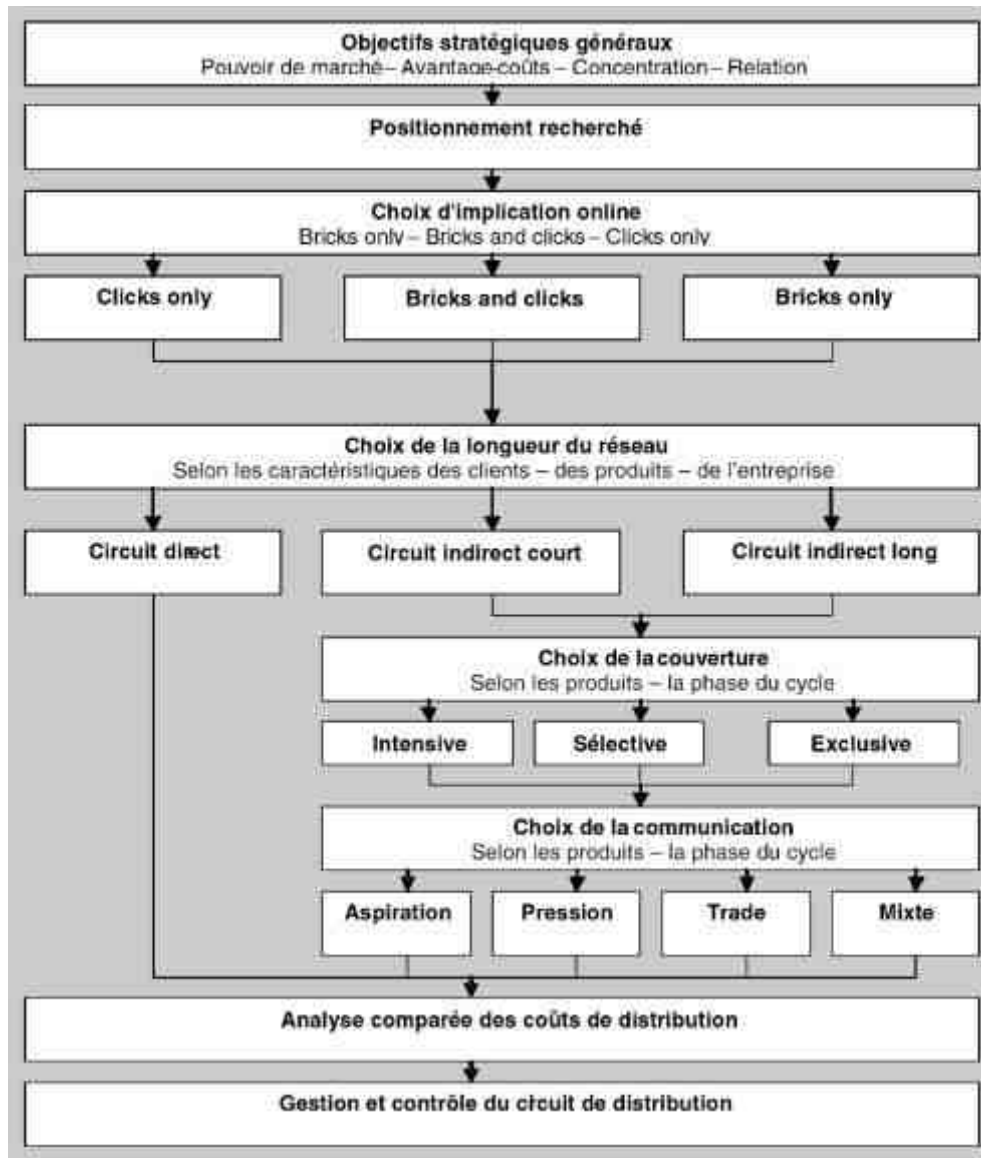 Objectifs stratégiques généraux
Pouvoir de marché – Avantage-coûts – Concentration – Relation
Positionnement recherché
Choix d'implication online
Bricks only – Bricks and clicks – Clicks only
Clicks only
Bricks and clicks
Bricks only
Choix de la longueur du réseau
Selon les caractéristiques des clients – des produits – de l'entreprise
Circuit direct
Circuit indirect court
Circuit indirect long
Choix de la couverture
Selon les produits – la phase du cycle
Intensive
Sélective
Exclusive
Choix de la communication
Selon les produits – la phase du cycle
Aspiration
Pression
Trade
Mixte
Analyse comparée des coûts de distribution
Gestion et contrôle du circuit de distribution